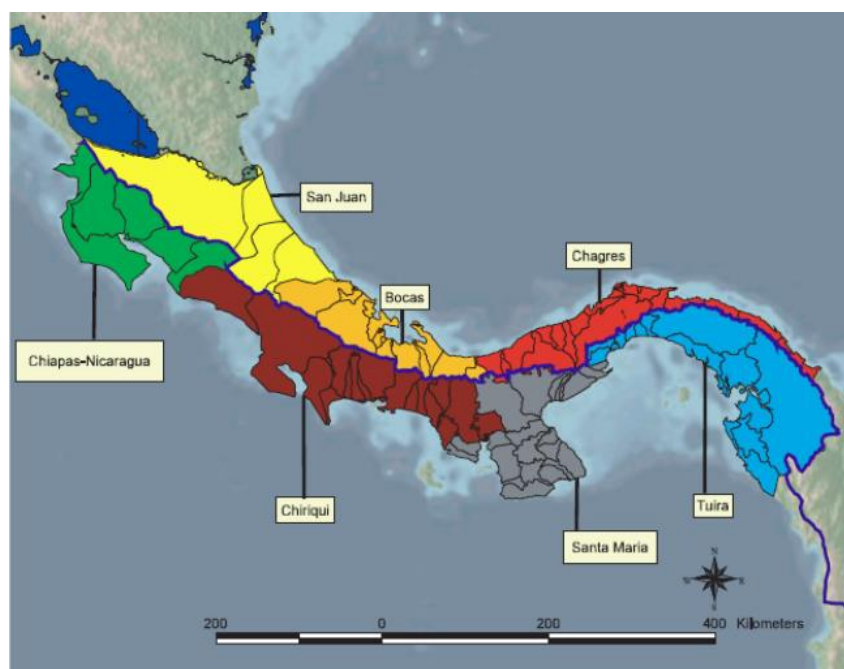 San Juan
Chagres
Bocas
Chiapas-Nicaragua
Chiriqui
Tuira
Santa Maria
N
W
E
S
200 0 200 400 Kilometers